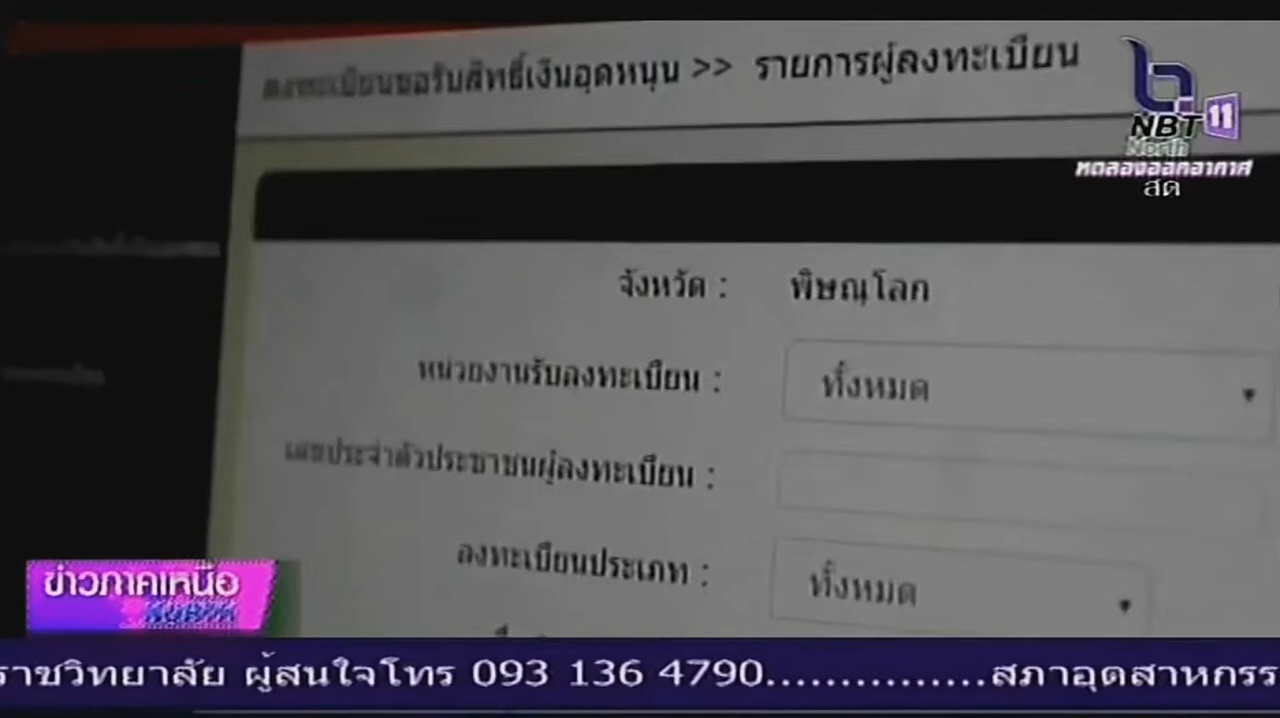 ลงทะเบียนขอรับสิทธิ์เงินอุดหนุน >> รายการผู้ลงทะเบียน
NBT 11
North
ทดลองออกอากาศ
สด
จังหวัด : พิษณุโลก
หน่วยงานรับลงทะเบียน : ทั้งหมด
เลขประจำตัวประชาชนผู้ลงทะเบียน :
ลงทะเบียนประเภท : ทั้งหมด
ข่าวภาคเหนือ
ราชวิทยาลัย ผู้สนใจโทร 093 136 4790...............สภาอุตสาหกรร